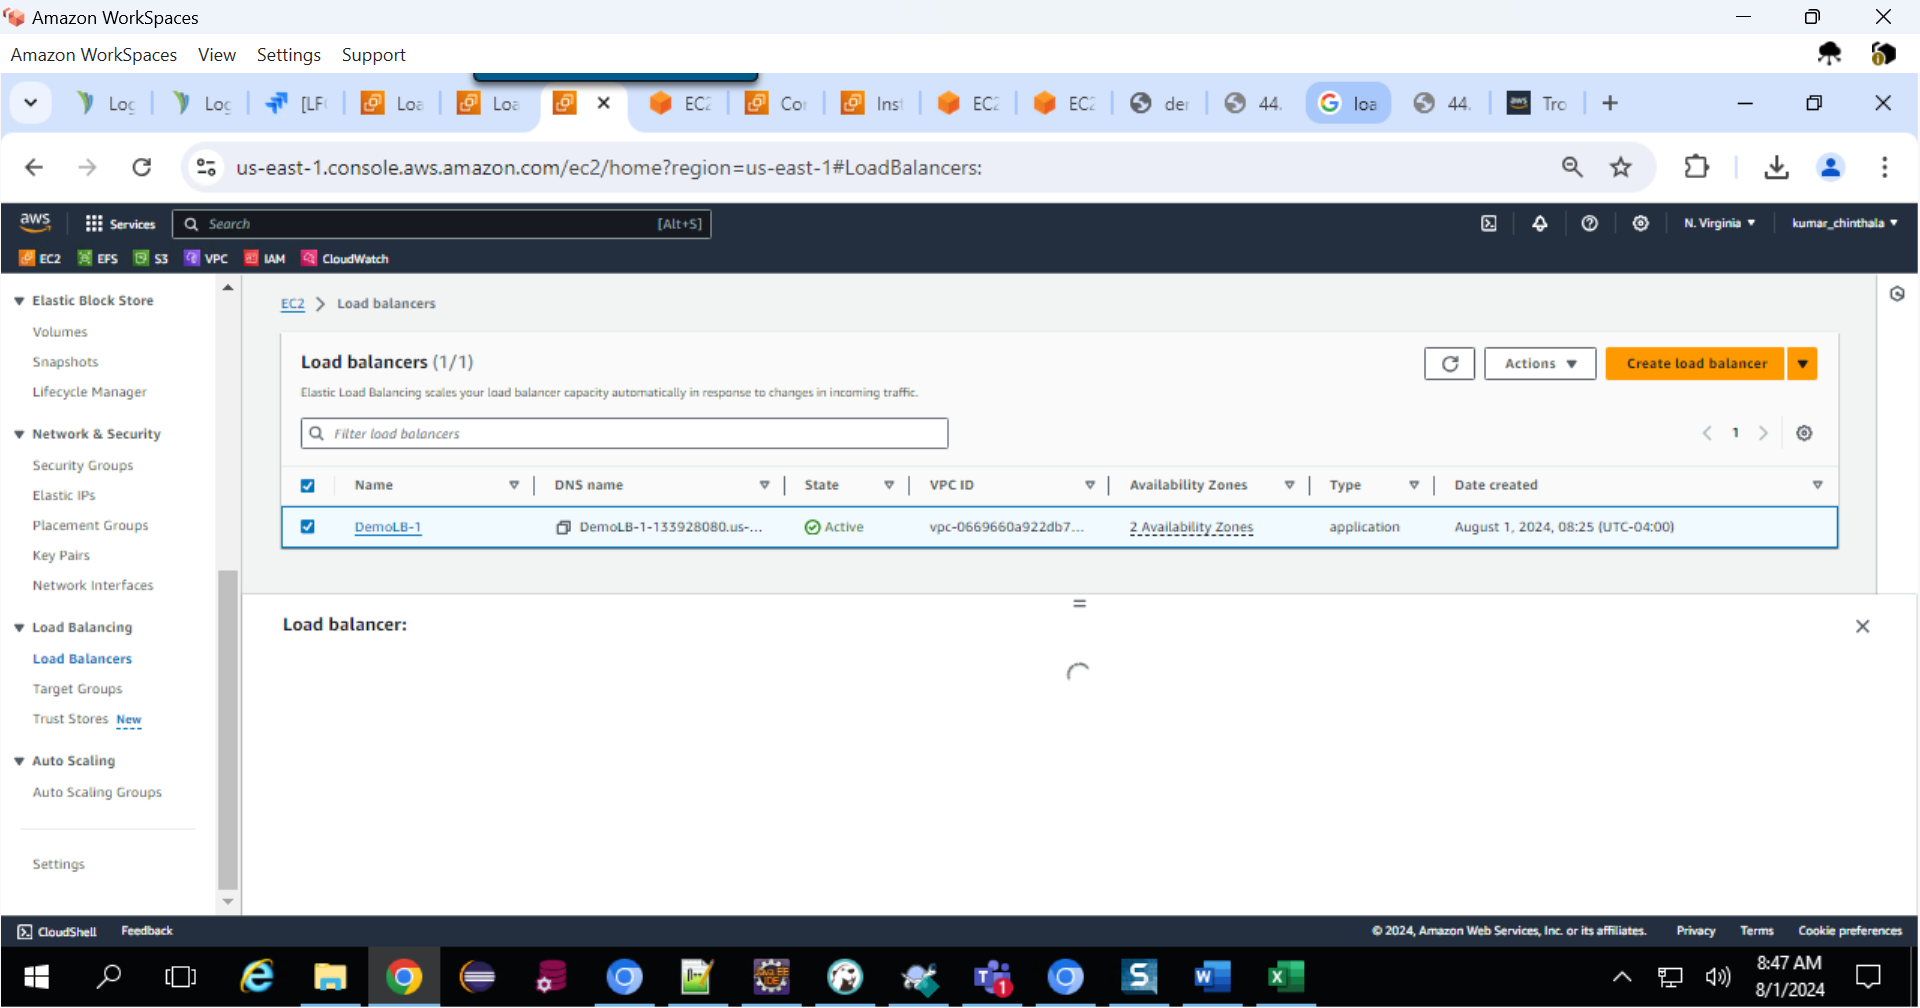 Amazon WorkSpaces
Amazon WorkSpaces View Settings Support
Log Log [LF Loa Loa EC2 Cor Inst EC2 EC2 der 44. loa 44. Tro
us-east-1.console.aws.amazon.com/ec2/home?region=us-east-1#LoadBalancers:
aws Services Search [Alt+S] N. Virginia kumar_chinthala
EC2 EFS S3 VPC IAM CloudWatch
Elastic Block Store
Volumes
Snapshots
Lifecycle Manager
Network & Security
Security Groups
Elastic IPs
Placement Groups
Key Pairs
Network Interfaces
Load Balancing
Load Balancers
Target Groups
Trust Stores New
Auto Scaling
Auto Scaling Groups
Settings
EC2 Load balancers
Load balancers (1/1)
Actions
Create load balancer
Elastic Load Balancing scales your load balancer capacity automatically in response to changes in incoming traffic.
Filter load balancers
1
Name DNS name State VPC ID Availability Zones Type Date created
DemoLB-1 DemoLB-1-133928080.us-... Active vpc-0669660a922db7... 2 Availability Zones application August 1, 2024, 08:25 (UTC-04:00)
Load balancer:
CloudShell Feedback © 2024, Amazon Web Services, Inc. or its affiliates. Privacy Terms Cookie preferences
8:47 AM
8/1/2024